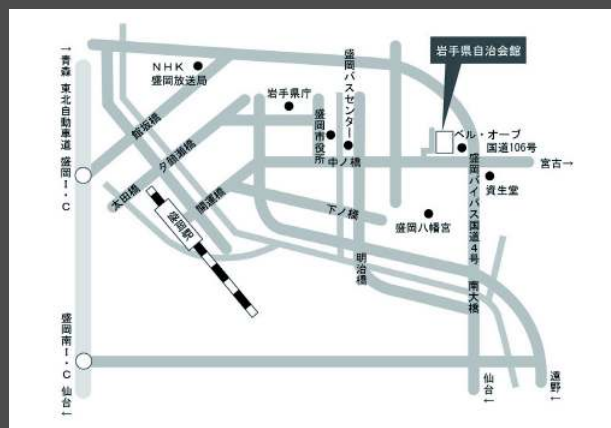 岩手県自治会館
NHK
盛岡放送局
→青森 東北自動車道 盛岡I・C
館坂橋
岩手県庁
盛岡市役所
盛岡バスセンター
ベル・オーブ
国道106号
宮古→
夕顔瀬橋
中ノ橋
太田橋
開運橋
盛岡駅
下ノ橋
盛岡八幡宮
資生堂
盛岡バイパス国道4号
明治橋
南大橋
盛岡南I・C 仙台←
仙台←
遠野←